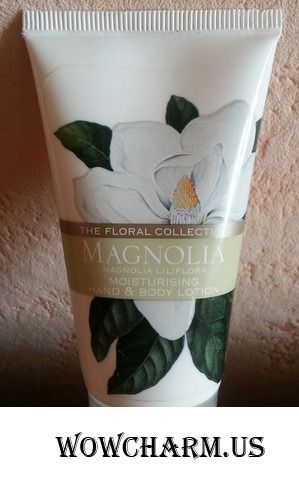 THE FLORAL COLLECTI
MAGNOLIA
MAGNOLIA LILIFLORA
MOISTURISING
HAND & BODY LOTION
WOWCHARM.US